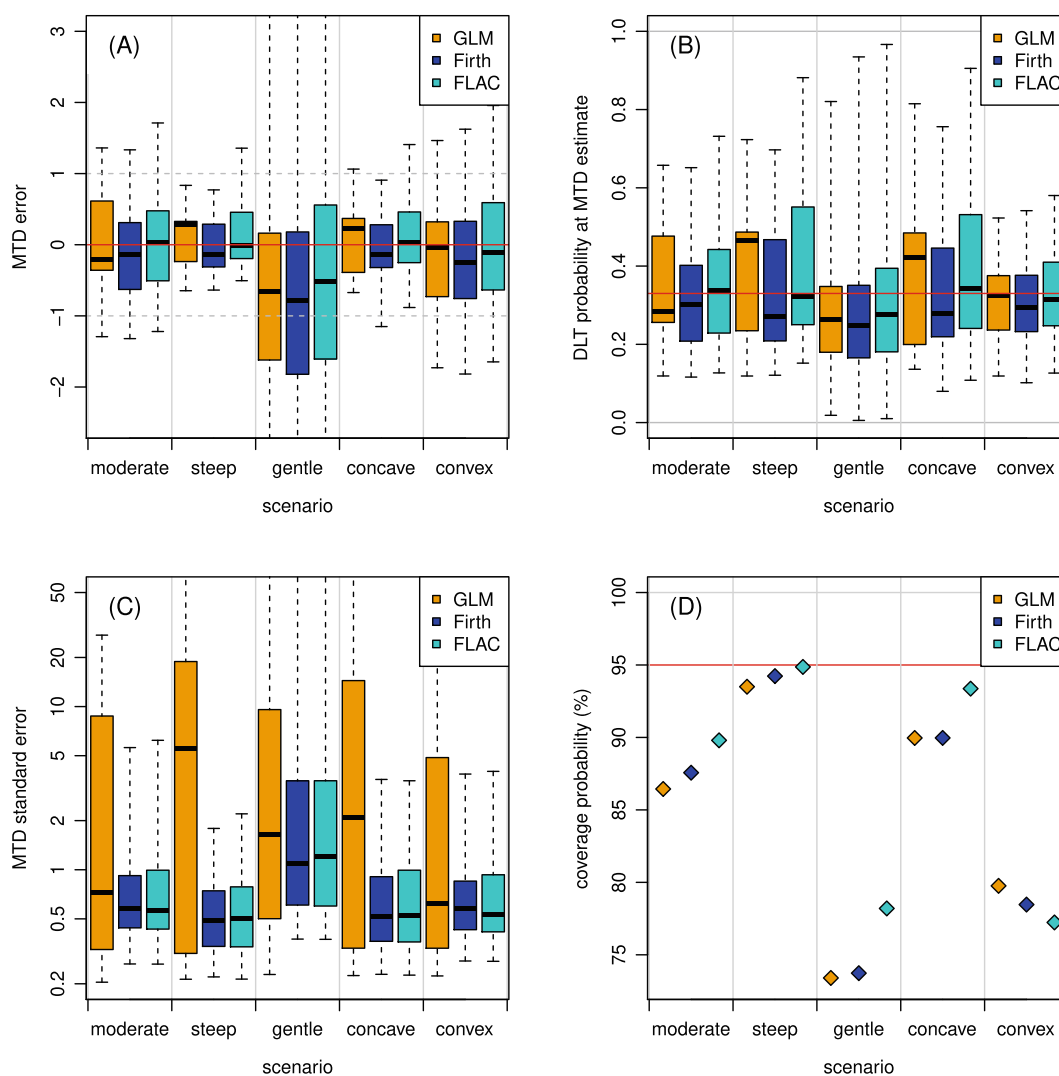 (A)
GLM
Firth
FLAC
MTD error
3
2
1
0
−1
−2
moderate steep gentle concave convex
scenario
(B)
GLM
Firth
FLAC
DLT probability at MTD estimate
1.0
0.8
0.6
0.4
0.2
0.0
moderate steep gentle concave convex
scenario
(C)
GLM
Firth
FLAC
MTD standard error
50
20
10
5
2
1
0.5
0.2
moderate steep gentle concave convex
scenario
(D)
GLM
Firth
FLAC
coverage probability (%)
100
95
90
85
80
75
moderate steep gentle concave convex
scenario